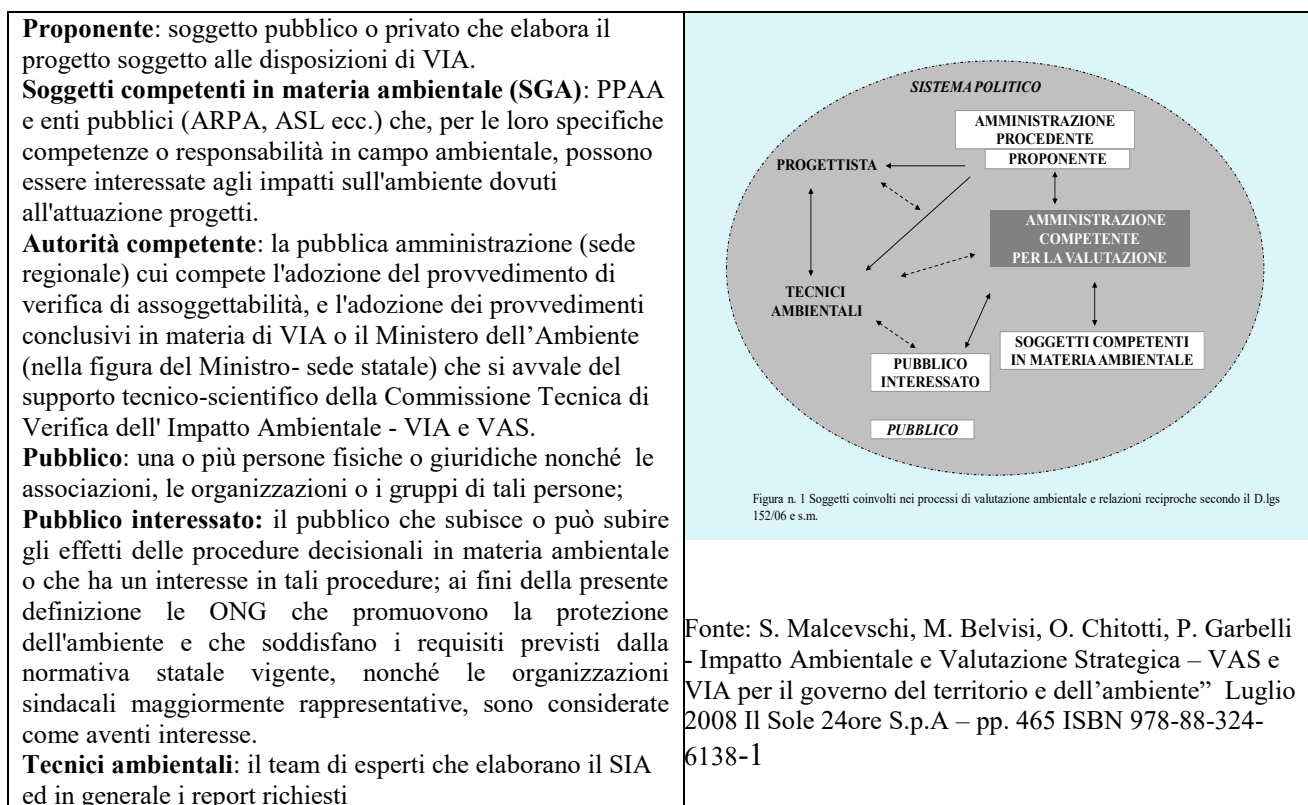 Proponente: soggetto pubblico o privato che elabora il
progetto soggetto alle disposizioni di VIA.
Soggetti competenti in materia ambientale (SGA): PPAA
e enti pubblici (ARPA, ASL ecc.) che, per le loro specifiche
competenze o responsabilità in campo ambientale, possono
essere interessate agli impatti sull'ambiente dovuti
all'attuazione progetti.
Autorità competente: la pubblica amministrazione (sede
regionale) cui compete l'adozione del provvedimento di
verifica di assoggettabilità, e l'adozione dei provvedimenti
conclusivi in materia di VIA o il Ministero dell’Ambiente
(nella figura del Ministro- sede statale) che si avvale del
supporto tecnico-scientifico della Commissione Tecnica di
Verifica dell' Impatto Ambientale - VIA e VAS.
Pubblico: una o più persone fisiche o giuridiche nonché le
associazioni, le organizzazioni o i gruppi di tali persone;
Pubblico interessato: il pubblico che subisce o può subire
gli effetti delle procedure decisionali in materia ambientale
o che ha un interesse in tali procedure; ai fini della presente
definizione le ONG che promuovono la protezione
dell'ambiente e che soddisfano i requisiti previsti dalla
normativa statale vigente, nonché le organizzazioni
sindacali maggiormente rappresentative, sono considerate
come aventi interesse.
Tecnici ambientali: il team di esperti che elaborano il SIA
ed in generale i report richiesti
SISTEMA POLITICO
AMMINISTRAZIONE
PROCEDENTE
PROPONENTE
PROGETTISTA
AMMINISTRAZIONE
COMPETENTE
PER LA VALUTAZIONE
TECNICI
AMBIENTALI
SOGGETTI COMPETENTI
IN MATERIA AMBIENTALE
PUBBLICO
INTERESSATO
PUBBLICO
Figura n. 1 Soggetti coinvolti nei processi di valutazione ambientale e relazioni reciproche secondo il D.lgs
152/06 e s.m.
Fonte: S. Malcevschi, M. Belvisi, O. Chitotti, P. Garbelli
- Impatto Ambientale e Valutazione Strategica – VAS e
VIA per il governo del territorio e dell’ambiente” Luglio
2008 Il Sole 24ore S.p.A – pp. 465 ISBN 978-88-324-
6138-1